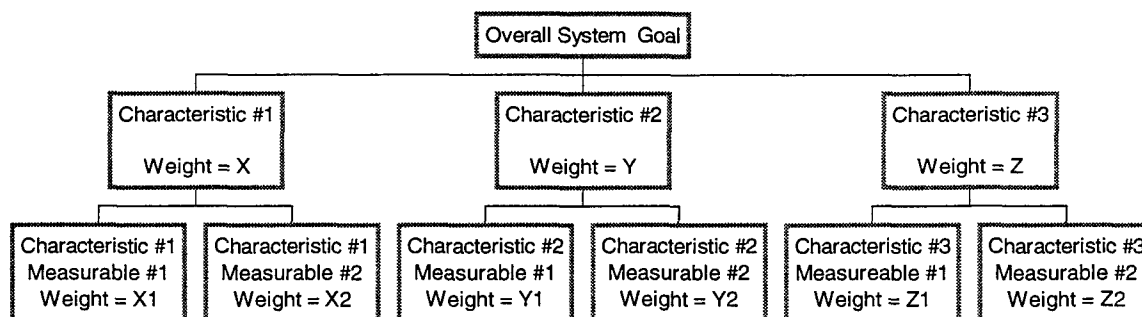 Overall System Goal
Characteristic #1
Weight = X
Characteristic #2
Weight = Y
Characteristic #3
Weight = Z
Characteristic #1
Measurable #1
Weight = X1
Characteristic #1
Measurable #2
Weight = X2
Characteristic #2
Measurable #1
Weight = Y1
Characteristic #2
Measurable #2
Weight = Y2
Characteristic #3
Measureable #1
Weight = Z1
Characteristic #3
Measurable #2
Weight = Z2